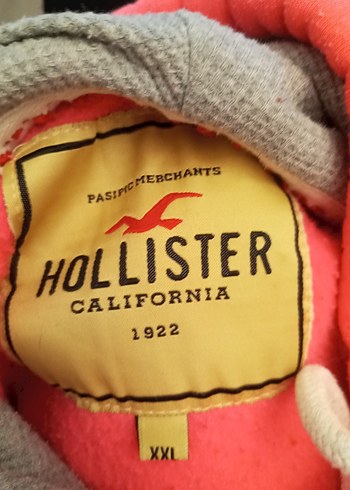 PASIFIC MERCHANTS
HOLLISTER
CALIFORNIA
1922
XXL